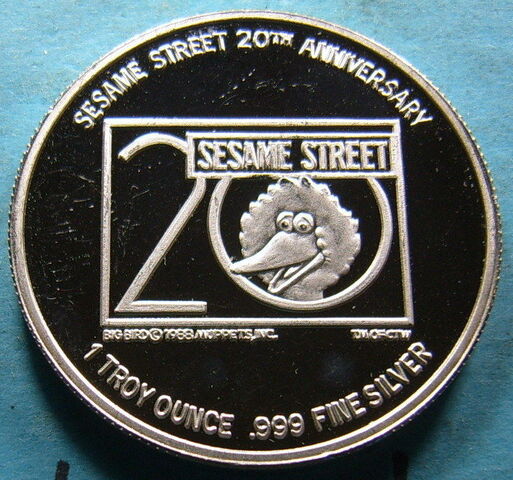 SESAME STREET 20TH ANNIVERSARY
20
SESAME STREET
BIG BIRD © 1988 MUPPETS, INC. TM-OF-CTW
1 TROY OUNCE .999 FINE SILVER